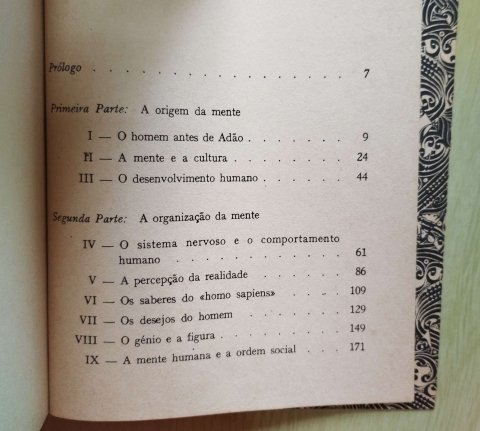 Prólogo . . . . . . . . . . . . . . . . 7
Primeira Parte: A origem da mente
I — O homem antes de Adão . . . . . . 9
II — A mente e a cultura . . . . . . . 24
III — O desenvolvimento humano . . . . . 44
Segunda Parte: A organização da mente
IV — O sistema nervoso e o comportamento
humano . . . . . . . . . . . 61
V — A percepção da realidade . . . . . 86
VI — Os saberes do «homo sapiens» . . . . 109
VII — Os desejos do homem . . . . . 129
VIII — O génio e a figura . . . . . . . 149
IX — A mente humana e a ordem social . . . 171